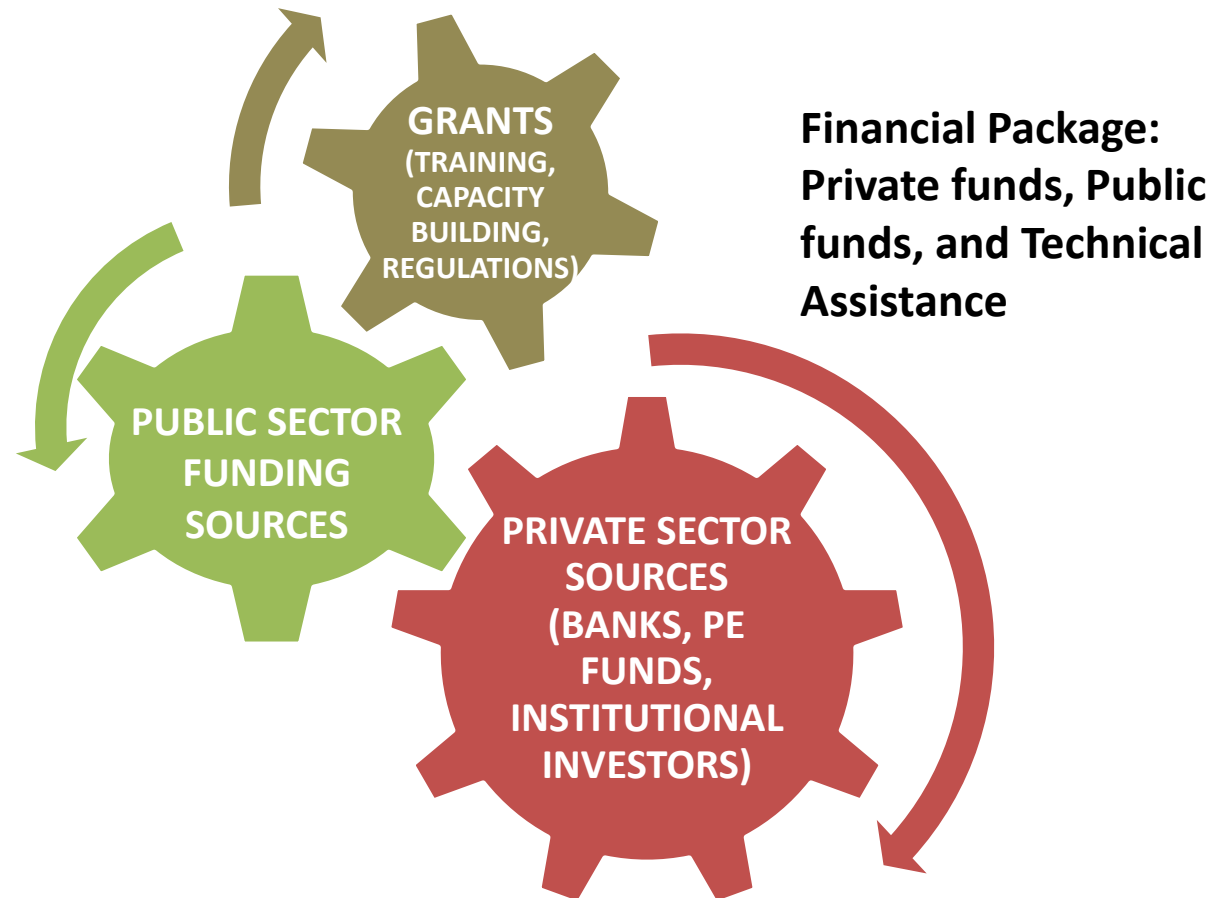 GRANTS
(TRAINING,
CAPACITY
BUILDING,
REGULATIONS)
Financial Package:
Private funds, Public
funds, and Technical
Assistance
PUBLIC SECTOR
FUNDING
SOURCES
PRIVATE SECTOR
SOURCES
(BANKS, PE
FUNDS,
INSTITUTIONAL
INVESTORS)